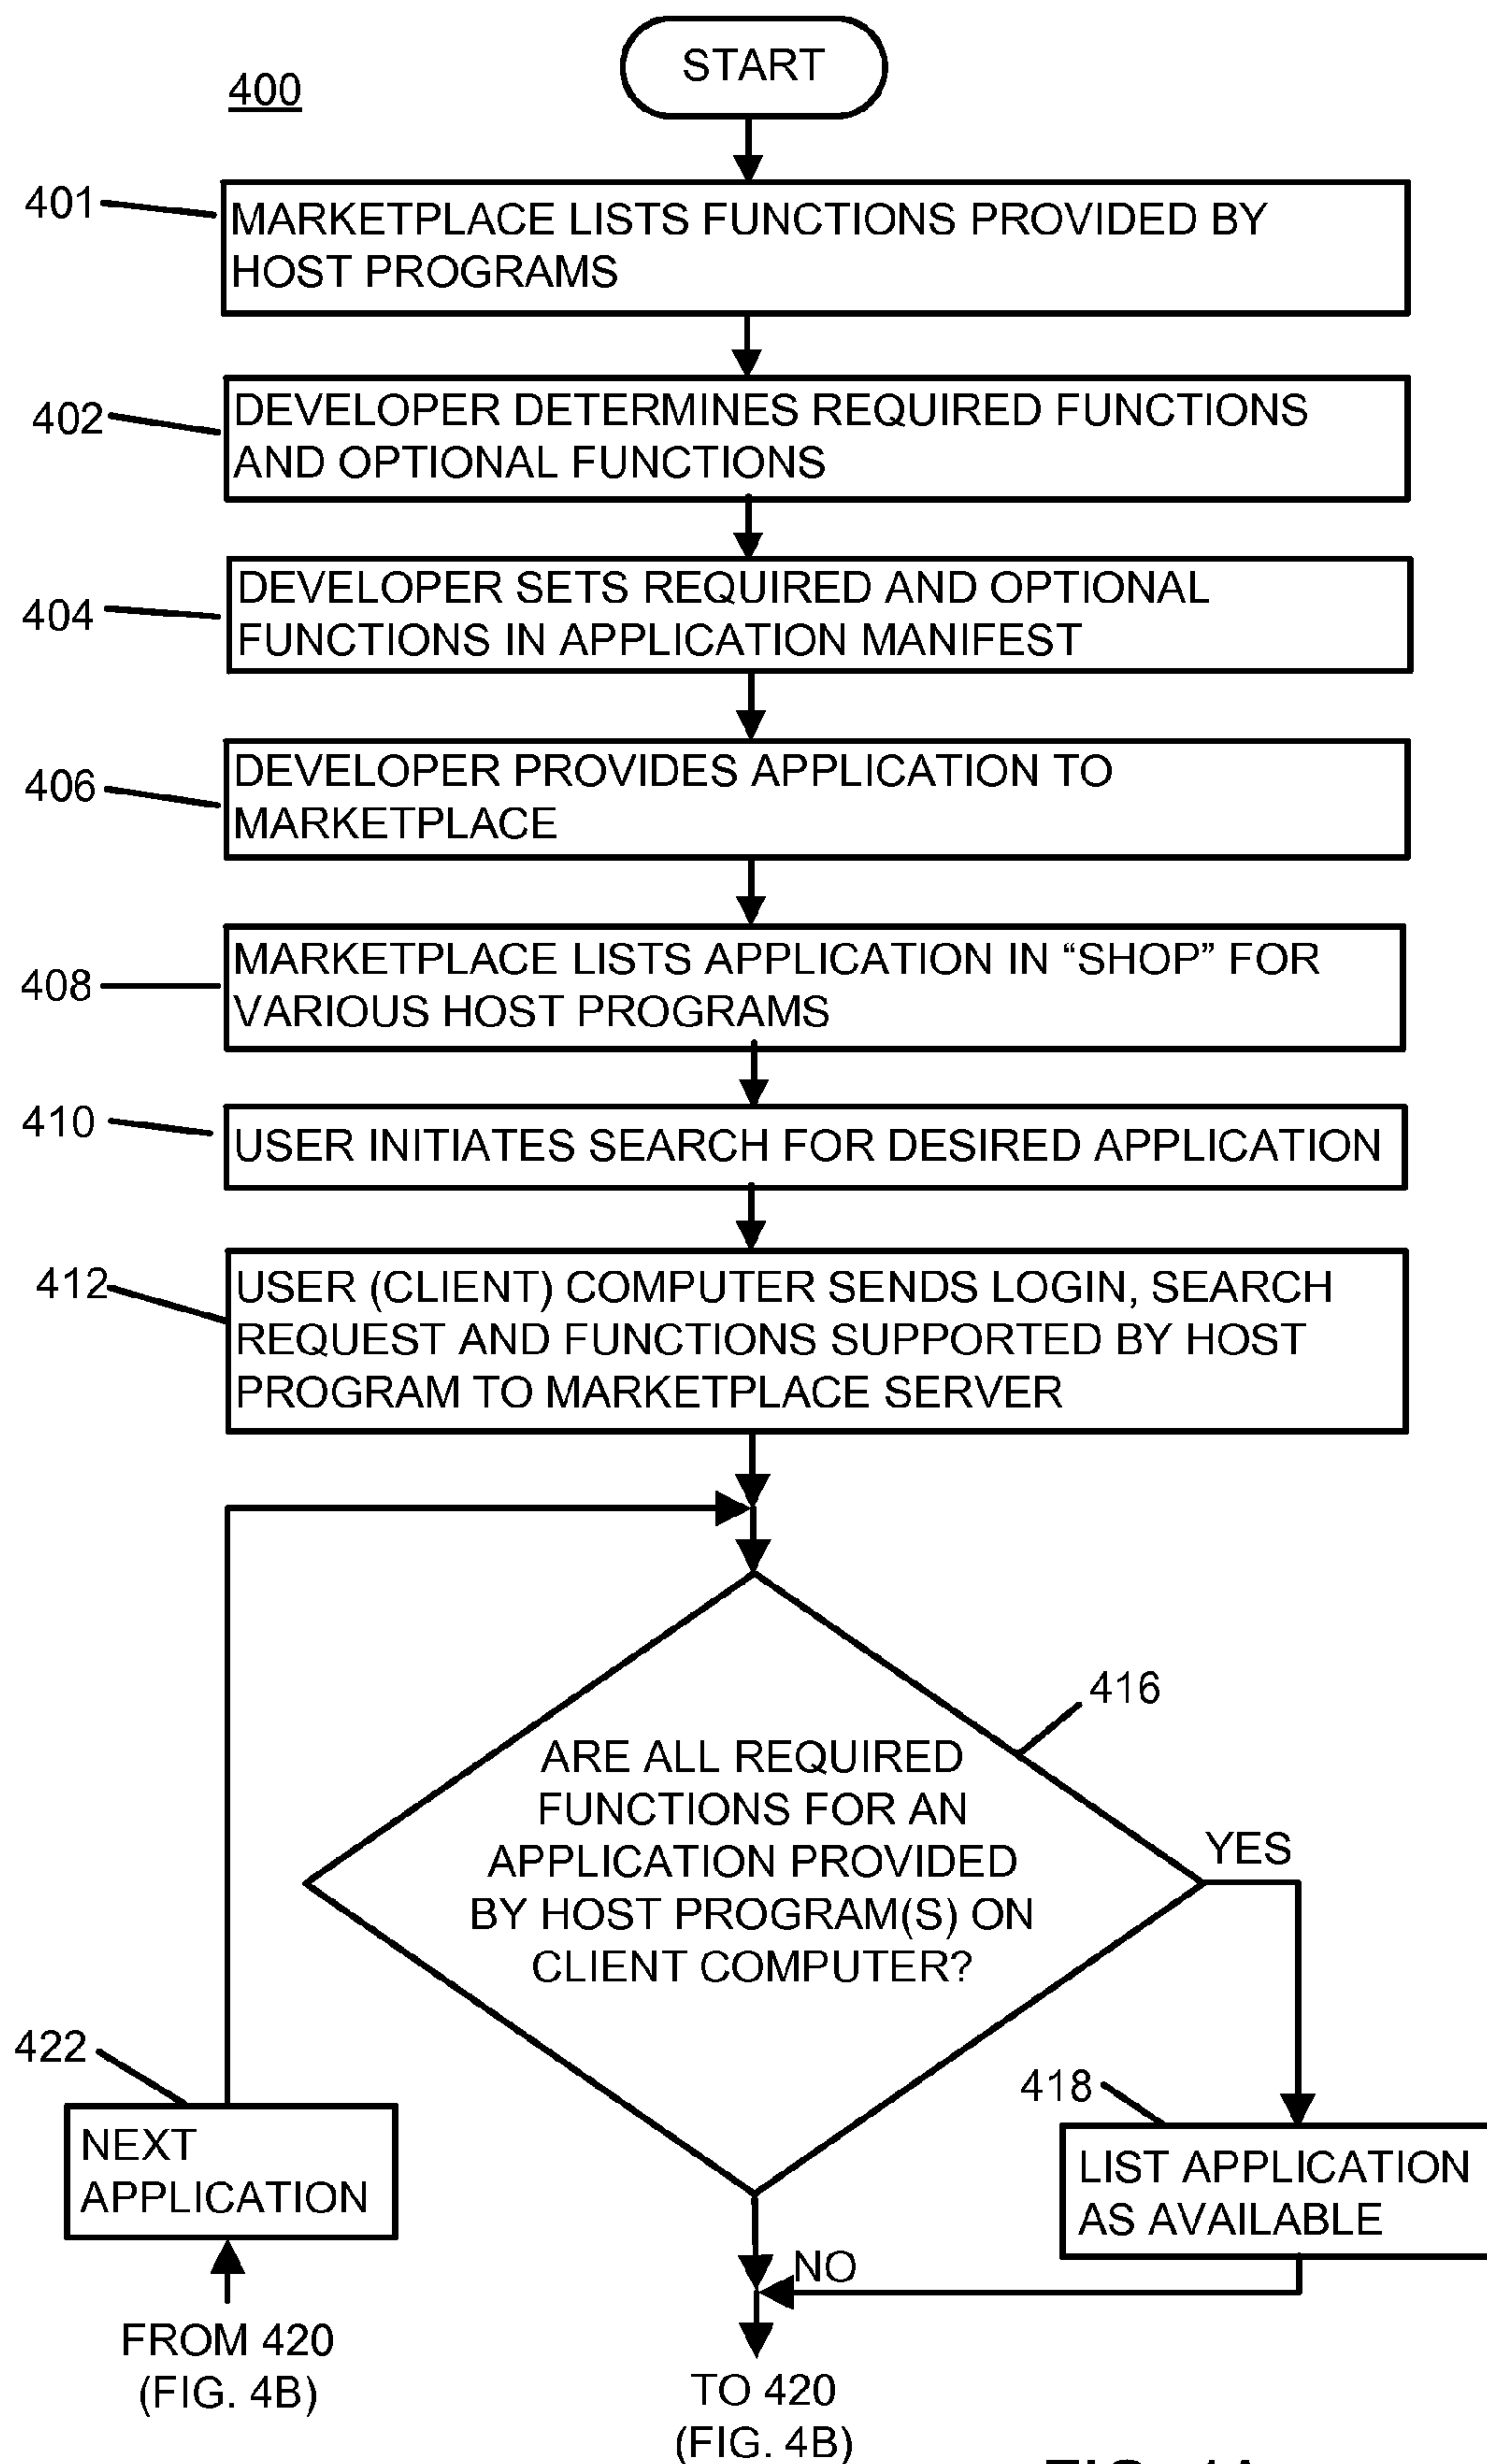 START
400
401
MARKETPLACE LISTS FUNCTIONS PROVIDED BY
HOST PROGRAMS
402
DEVELOPER DETERMINES REQUIRED FUNCTIONS
AND OPTIONAL FUNCTIONS
404
DEVELOPER SETS REQUIRED AND OPTIONAL
FUNCTIONS IN APPLICATION MANIFEST
406
DEVELOPER PROVIDES APPLICATION TO
MARKETPLACE
408
MARKETPLACE LISTS APPLICATION IN “SHOP” FOR
VARIOUS HOST PROGRAMS
410
USER INITIATES SEARCH FOR DESIRED APPLICATION
412
USER (CLIENT) COMPUTER SENDS LOGIN, SEARCH
REQUEST AND FUNCTIONS SUPPORTED BY HOST
PROGRAM TO MARKETPLACE SERVER
416
ARE ALL REQUIRED
FUNCTIONS FOR AN
APPLICATION PROVIDED
BY HOST PROGRAM(S) ON
CLIENT COMPUTER?
YES
422
NEXT
APPLICATION
418
LIST APPLICATION
AS AVAILABLE
NO
FROM 420
(FIG. 4B)
TO 420
(FIG. 4B)